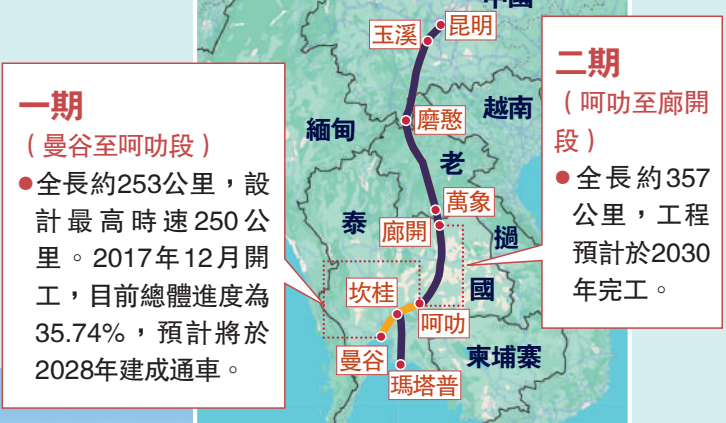 中國
昆明
玉溪
一期
（曼谷至呵叻段）
●全長約253公里，設
計最高時速250公
里。2017年12月開
工，目前總體進度為
35.74%，預計將於
2028年建成通車。
二期
（呵叻至廊開
段）
●全長約357
公里，工程
預計於2030
年完工。
越南
磨憨
緬甸
老
萬象
泰
廊開
撾
國
坎桂
呵叻
曼谷
柬埔寨
瑪塔普